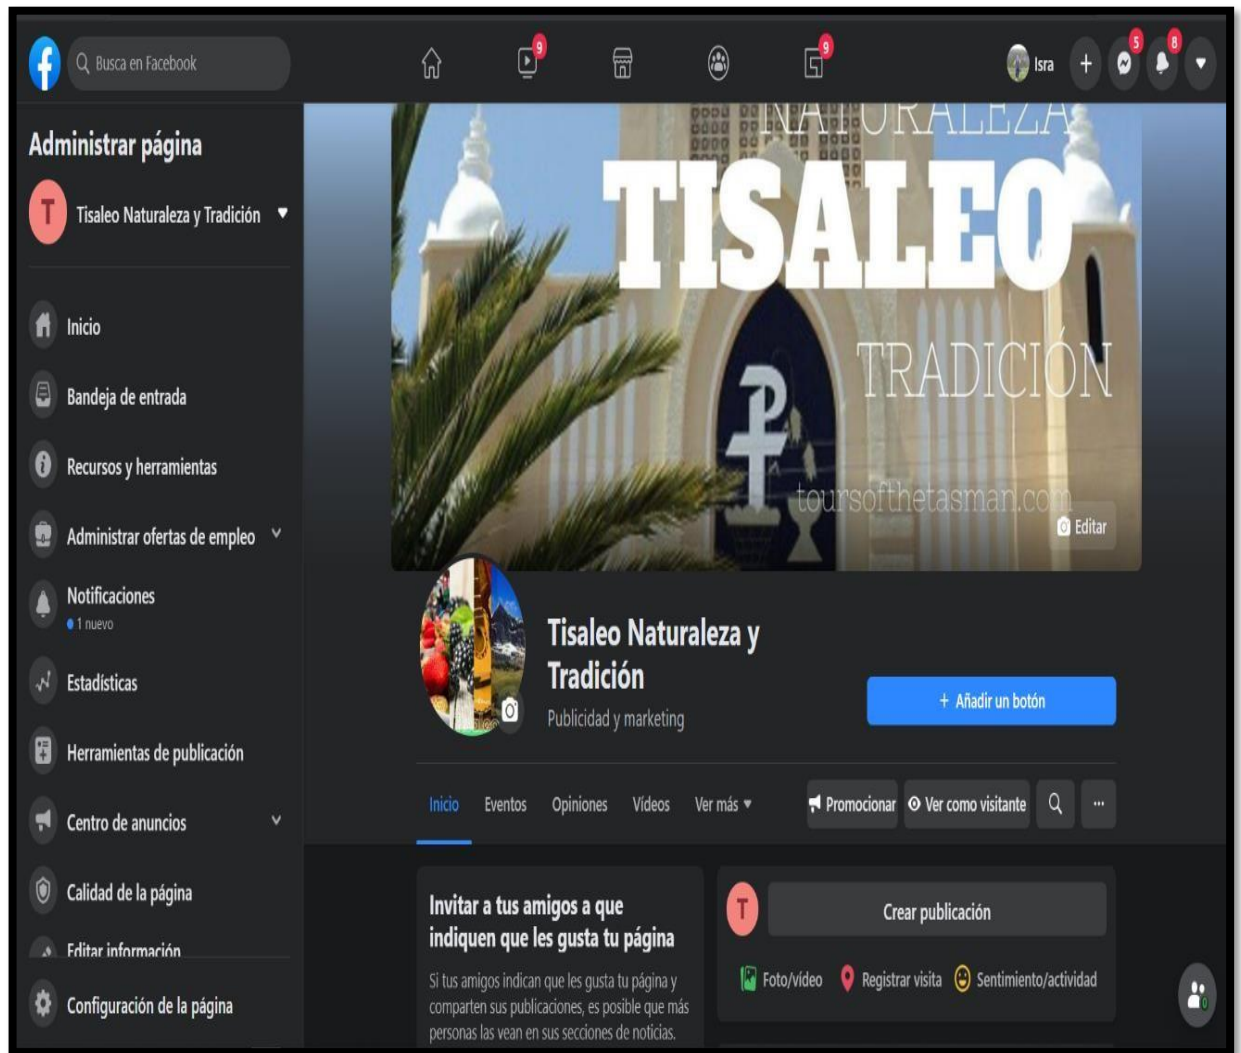 Busca en Facebook
9
9
Isra
5
8
Administrar página
T
Tisaleo Naturaleza y Tradición
Inicio
Bandeja de entrada
Recursos y herramientas
Administrar ofertas de empleo
Notificaciones
1 nuevo
Estadísticas
Herramientas de publicación
Centro de anuncios
Calidad de la página
Editar información
Configuración de la página
NATURALEZA
TISALEO
TRADICIÓN
toursofthetasman.com
Editar
Tisaleo Naturaleza y
Tradición
Publicidad y marketing
+ Añadir un botón
Inicio
Eventos
Opiniones
Vídeos
Ver más
Promocionar
Ver como visitante
Invitar a tus amigos a que
indiquen que les gusta tu página
Si tus amigos indican que les gusta tu página y
comparten sus publicaciones, es posible que más
personas las vean en sus secciones de noticias.
T
Crear publicación
Foto/vídeo
Registrar visita
Sentimiento/actividad